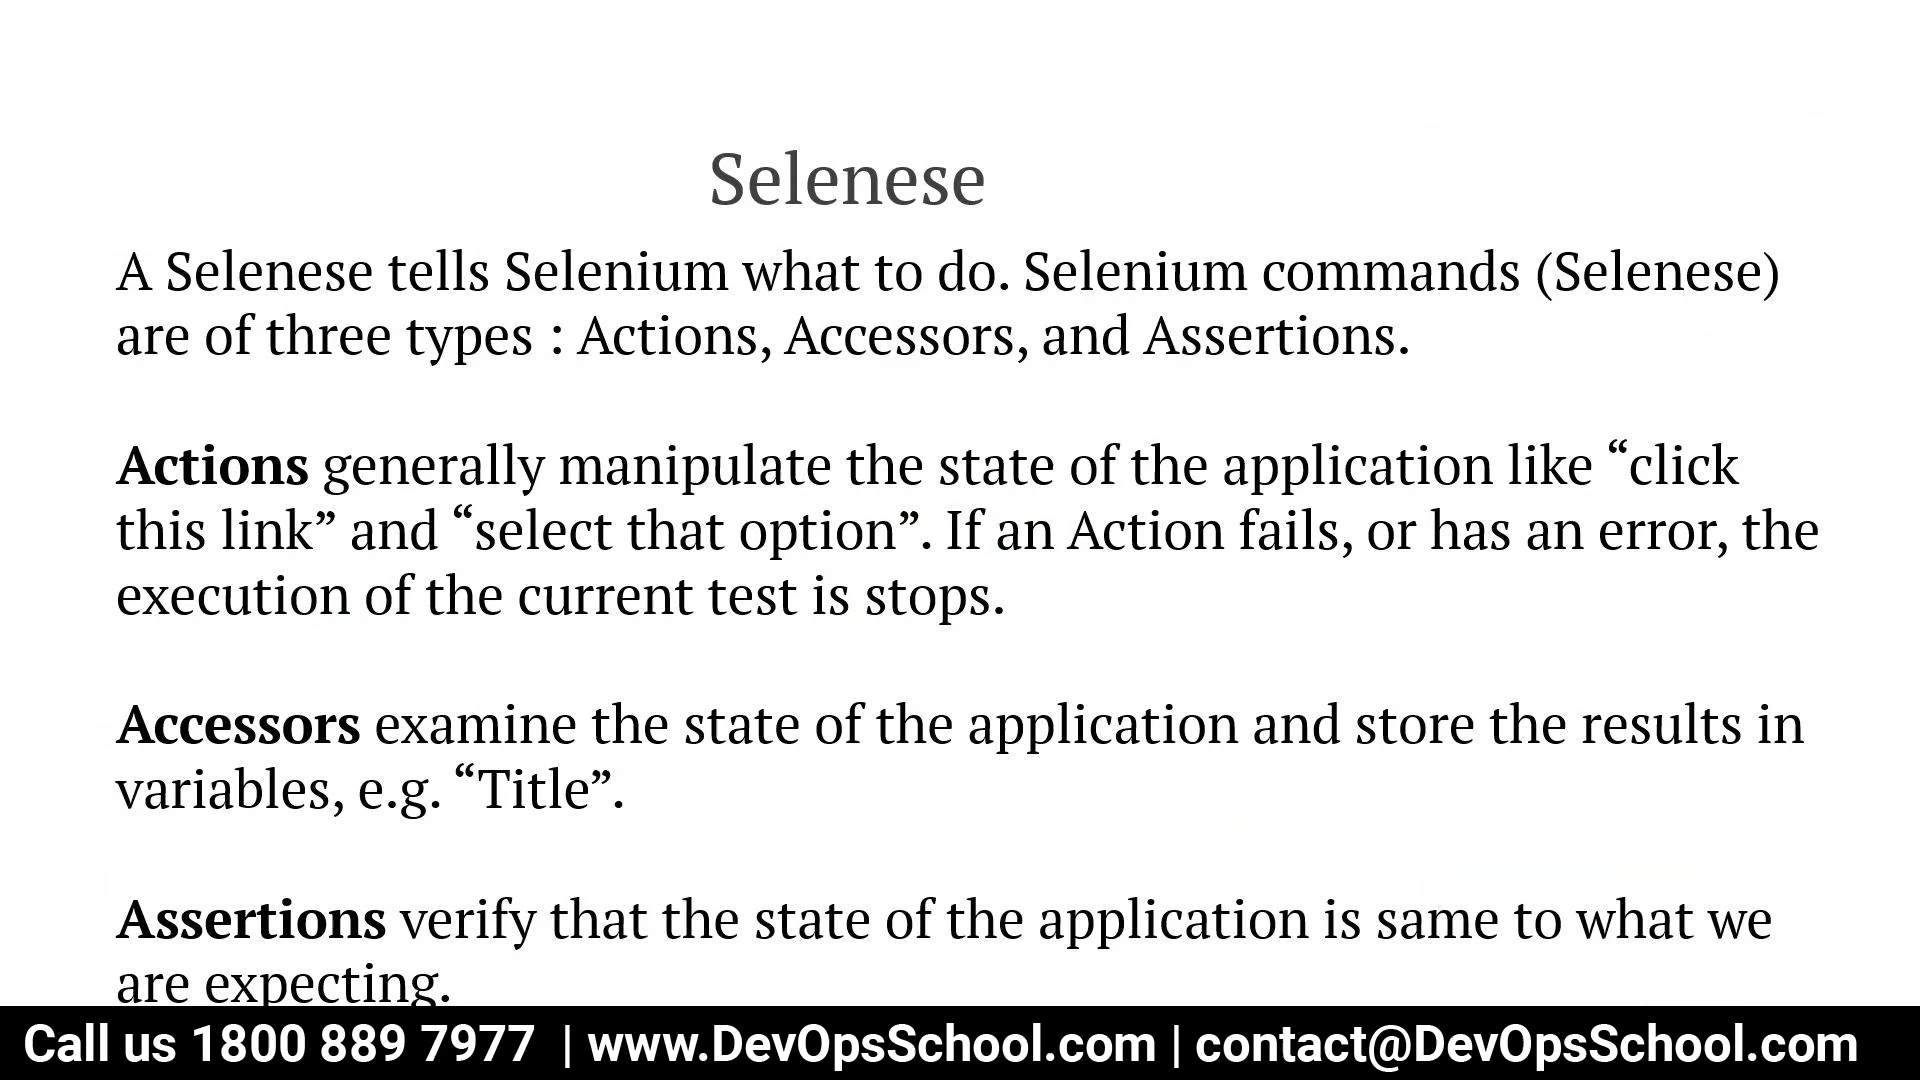 Selenese
A Selenese tells Selenium what to do. Selenium commands (Selenese)
are of three types : Actions, Accessors, and Assertions.
Actions generally manipulate the state of the application like “click
this link” and “select that option”. If an Action fails, or has an error, the
execution of the current test is stops.
Accessors examine the state of the application and store the results in
variables, e.g. “Title”.
Assertions verify that the state of the application is same to what we
are expecting.
Call us 1800 889 7977 | www.DevOpsSchool.com | contact@DevOpsSchool.com